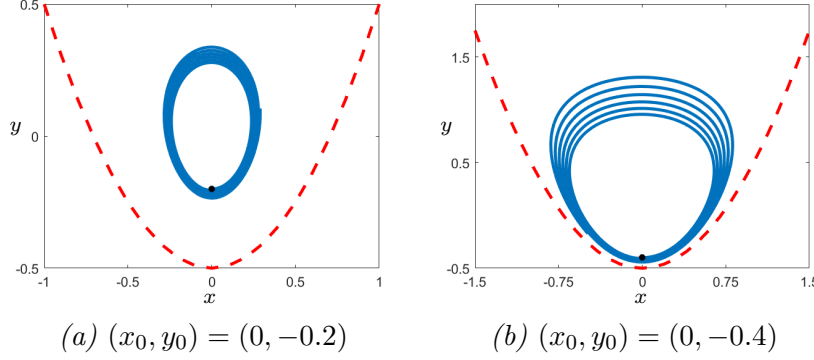 0.5
y
0
-0.5
-1
-0.5
0
0.5
1
x
(a) (x₀, y₀) = (0, −0.2)
1.5
y
0.5
-0.5
-1.5
-0.75
0
0.75
1.5
x
(b) (x₀, y₀) = (0, −0.4)